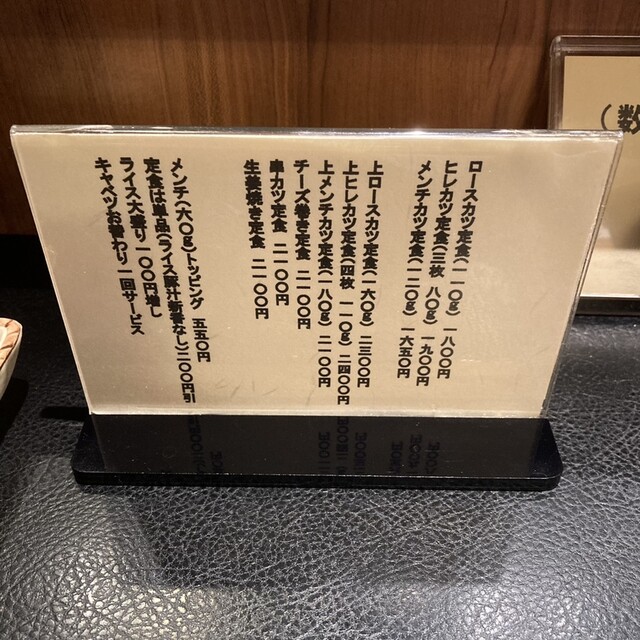 ロースカツ定食(一一〇g) 一八〇〇円
ヒレカツ定食(三枚 八〇g) 一九〇〇円
メンチカツ定食(一二〇g) 一六五〇円
上ロースカツ定食(一六〇g) 二三〇〇円
上ヒレカツ定食(四枚 一一〇g) 二四〇〇円
上メンチカツ定食(一八〇g) 二一〇〇円
チーズ巻き定食 二一〇〇円
串カツ定食 二一〇〇円
生姜焼き定食 二一〇〇円
メンチ(六〇g)トッピング 五五〇円
定食は単品(ライス豚汁新香なし)二〇〇円引
ライス大盛り 一〇〇円増し
キャベツお替わり一回サービス
(数